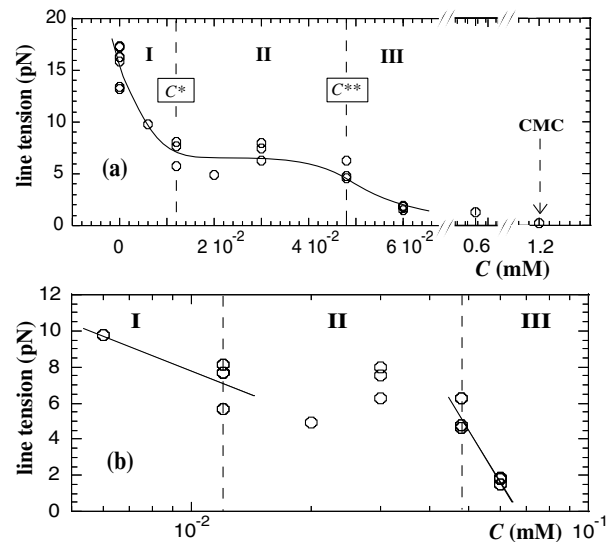 20
15
10
5
0
line tension (pN)
I
II
III
C*
C**
CMC
(a)
0
2 10⁻²
4 10⁻²
6 10⁻²
0.6
1.2
C (mM)
12
10
8
6
4
2
0
line tension (pN)
I
II
III
(b)
10⁻²
C (mM)
10⁻¹